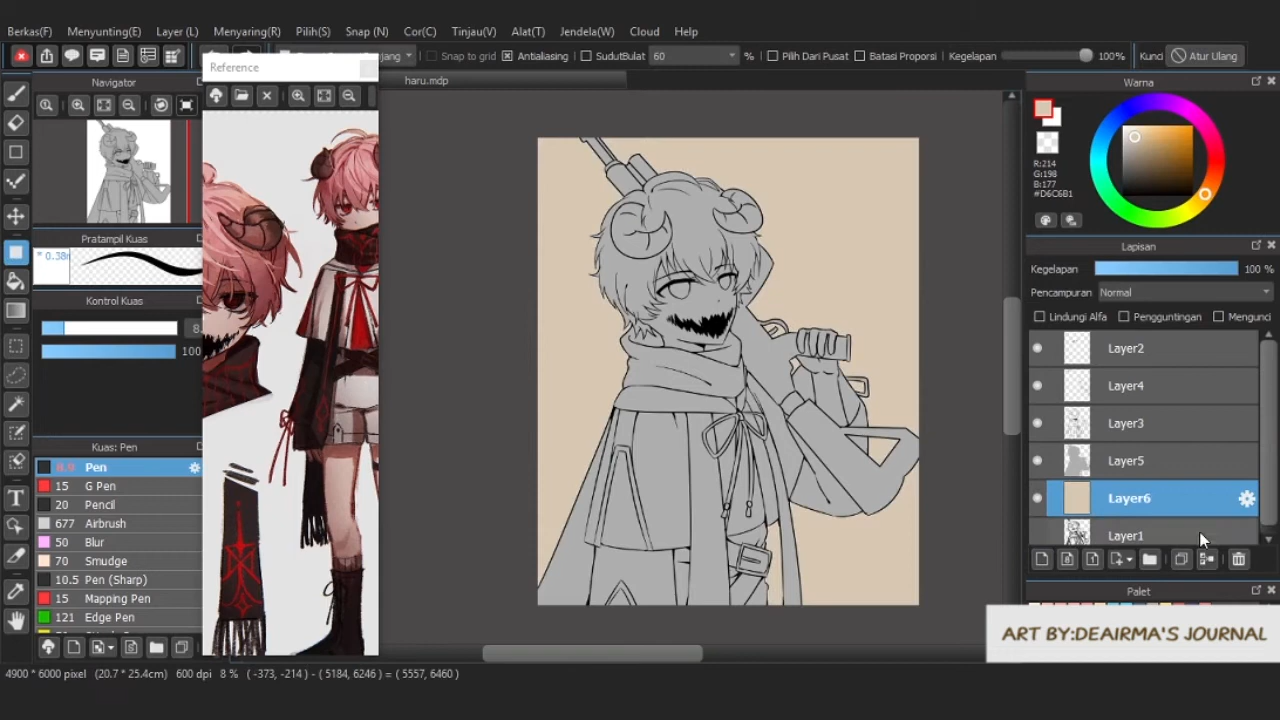 Berkas(F) Menyunting(E) Layer (L) Menyaring(R) Pilih(S) Snap (N) Cor(C) Tinjau(V) Alat(T) Jendela(W) Cloud Help
Snap to grid Antialiasing SudutBulat 60 % Pilih Dari Pusat Batasi Proporsi Kegelapan 100% Kunci Atur Ulang
Reference
haru.mdp
Navigator
Pratampil Kuas
Kontrol Kuas
100
Kuas: Pen
Pen
15 G Pen
20 Pencil
677 Airbrush
50 Blur
70 Smudge
10.5 Pen (Sharp)
15 Mapping Pen
121 Edge Pen
Warna
R:214
G:198
B:177
#D6C6B1
Lapisan
Kegelapan 100 %
Pencampuran Normal
Lindungi Alfa Pengguntingan Mengunci
Layer2
Layer4
Layer3
Layer5
Layer6
Layer1
Palet
ART BY:DEAIRMA'S JOURNAL
4900 * 6000 pixel (20.7 * 25.4cm) 600 dpi 8 % ( -373, -214 ) - ( 5184, 6246 ) = ( 5557, 6460 )